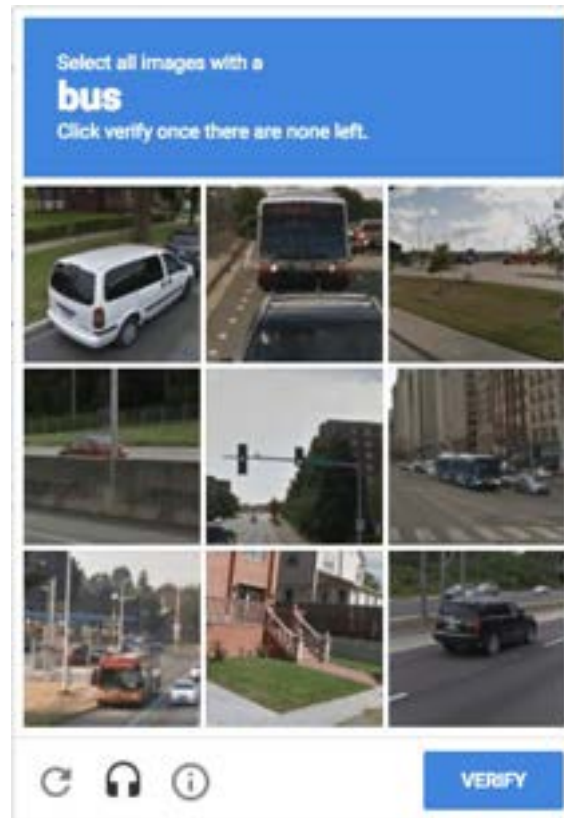 Select all images with a
bus
Click verify once there are none left.
VERIFY